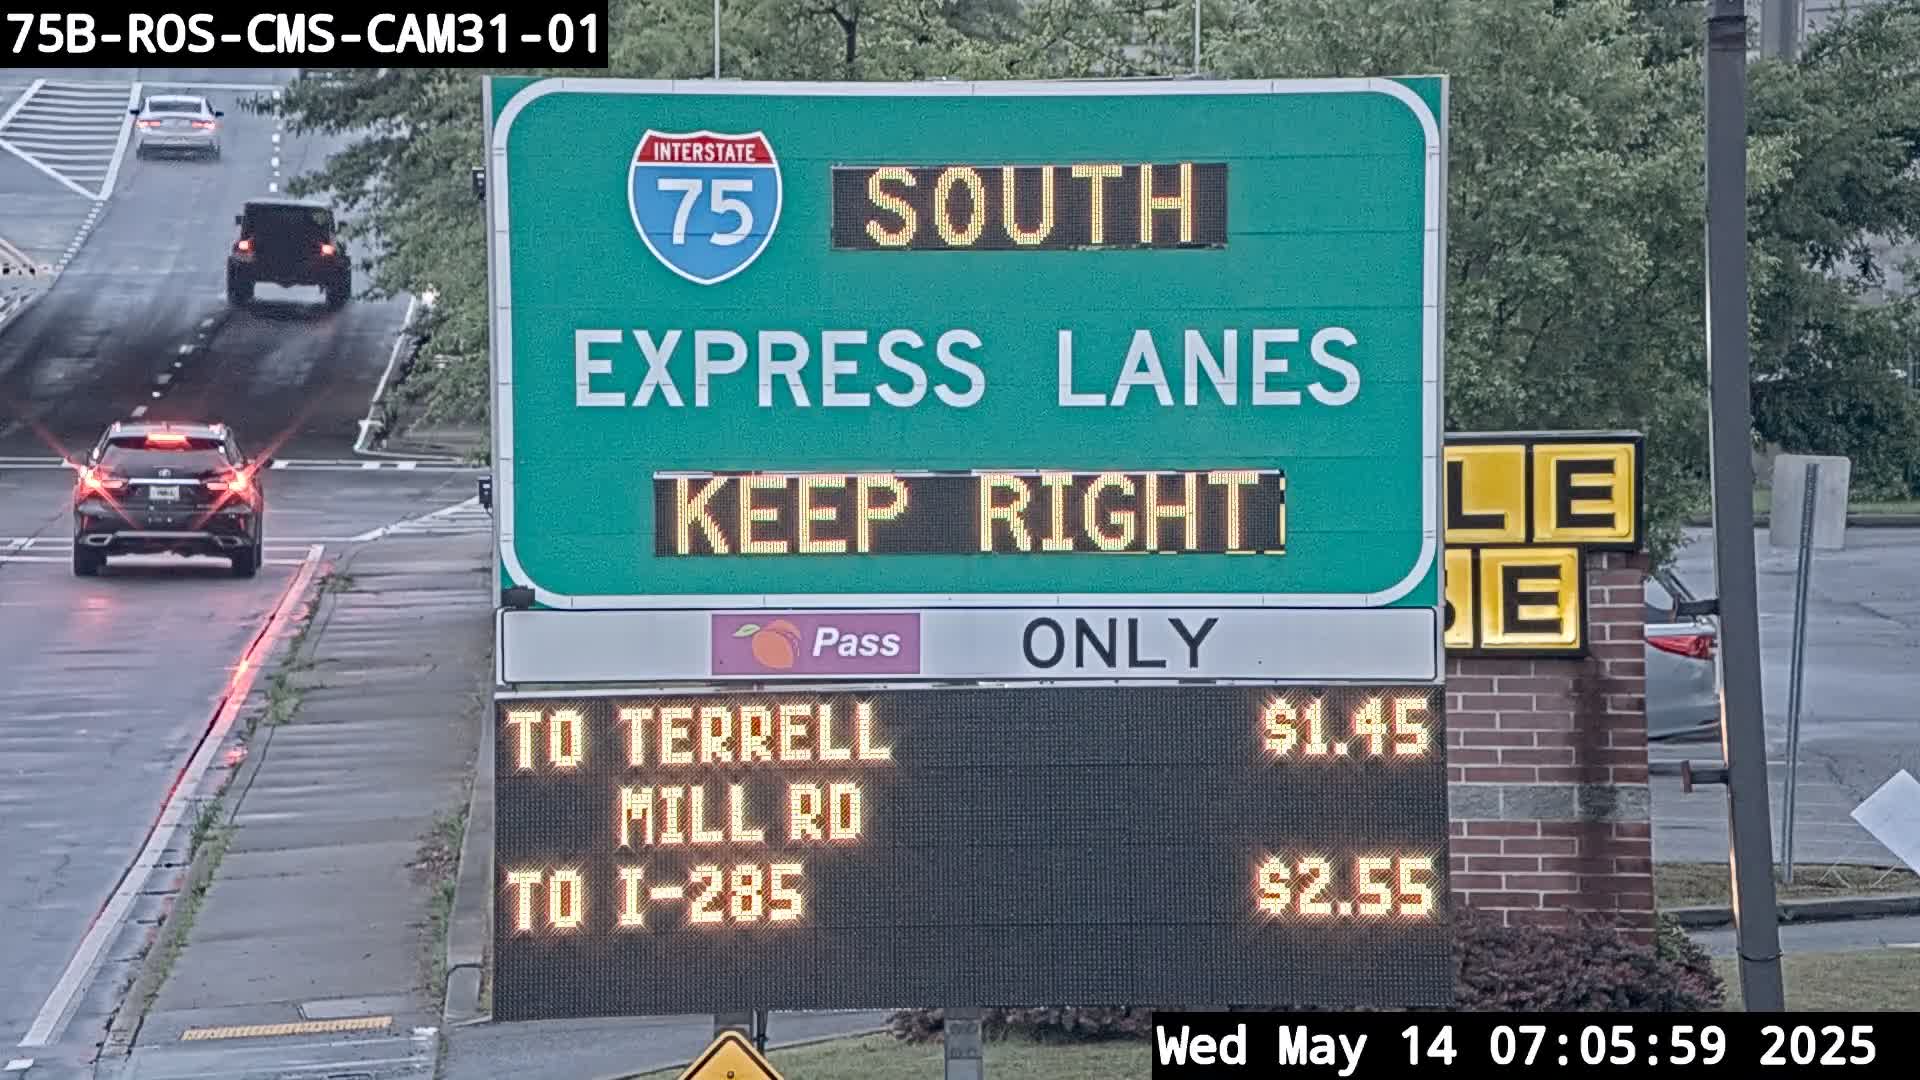 75B-ROS-CMS-CAM31-01
INTERSTATE
75
SOUTH
EXPRESS LANES
KEEP RIGHT
Pass ONLY
TO TERRELL $1.45
MILL RD
TO I-285 $2.55
LE
E
Wed May 14 07:05:59 2025